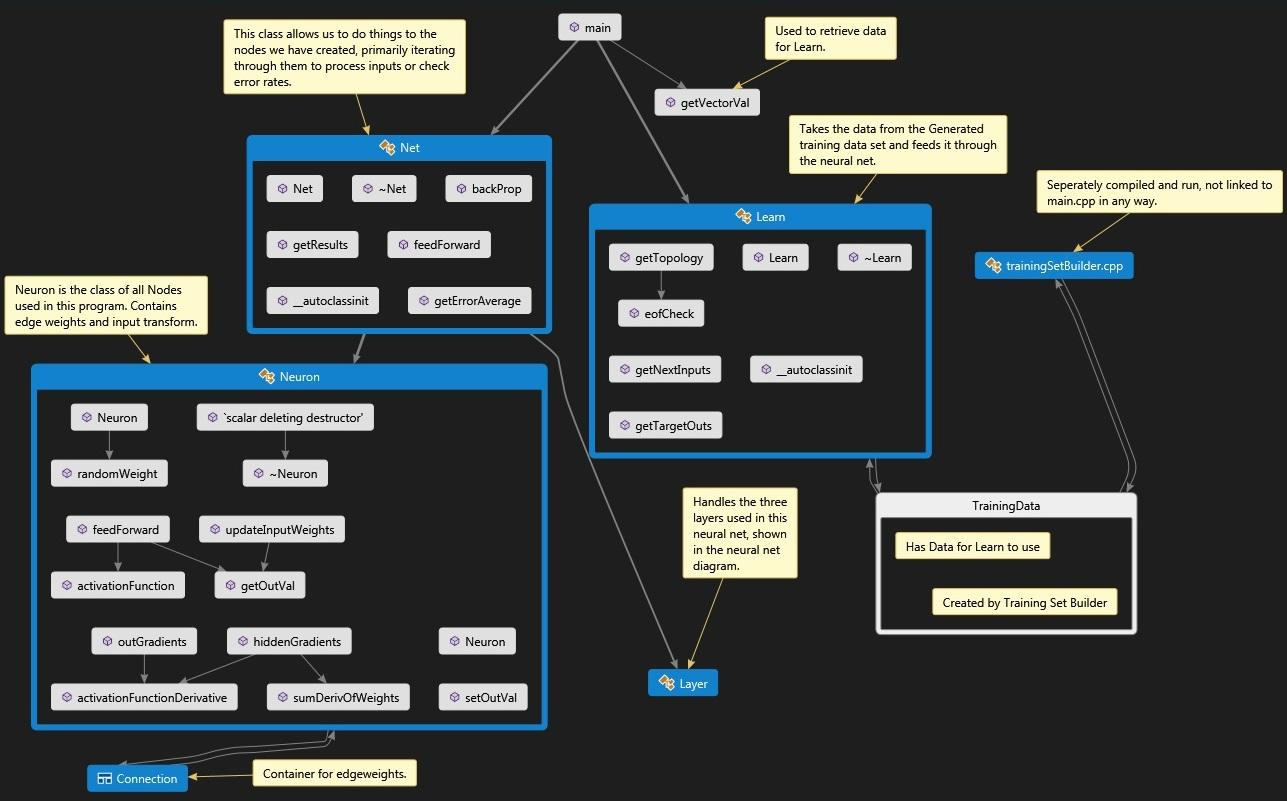 main
This class allows us to do things to the
nodes we have created, primarily iterating
through them to process inputs or check
error rates.
Used to retrieve data
for Learn.
getVectorVal
Takes the data from the Generated
training data set and feeds it through
the neural net.
Net
Net
~Net
backProp
getResults
feedForward
__autoclassinit
getErrorAverage
Learn
getTopology
Learn
~Learn
eofCheck
getNextInputs
__autoclassinit
getTargetOuts
Seperately compiled and run, not linked to
main.cpp in any way.
trainingSetBuilder.cpp
Neuron is the class of all Nodes
used in this program. Contains
edge weights and input transform.
Neuron
Neuron
`scalar deleting destructor'
randomWeight
~Neuron
feedForward
updateInputWeights
activationFunction
getOutVal
outGradients
hiddenGradients
Neuron
activationFunctionDerivative
sumDerivOfWeights
setOutVal
Handles the three
layers used in this
neural net, shown
in the neural net
diagram.
Layer
TrainingData
Has Data for Learn to use
Created by Training Set Builder
Connection
Container for edgeweights.